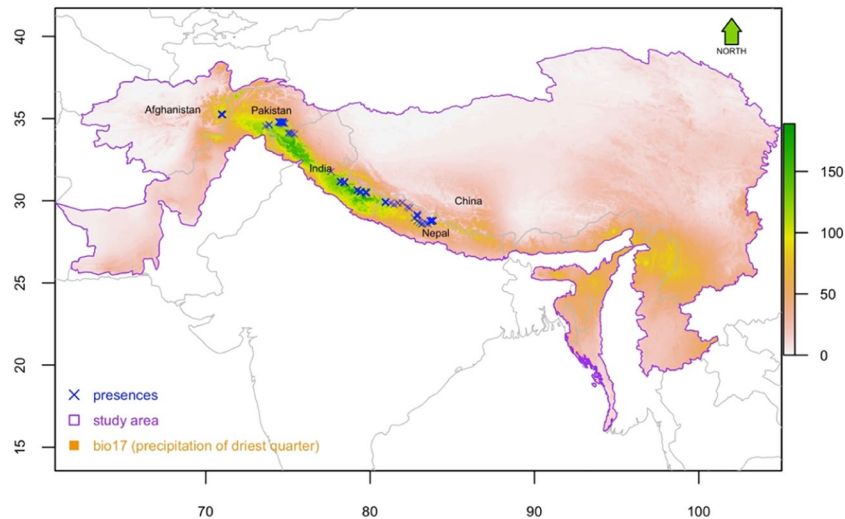 40
NORTH
Afghanistan
Pakistan
35
150
India
30
China
100
Nepal
25
50
20
0
× presences
study area
bio17 (precipitation of driest quarter)
15
70
80
90
100